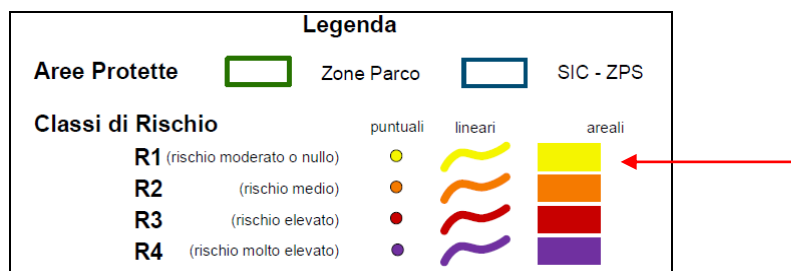 Legenda
Aree Protette Zone Parco SIC - ZPS
Classi di Rischio puntuali lineari areali
R1 (rischio moderato o nullo)
R2 (rischio medio)
R3 (rischio elevato)
R4 (rischio molto elevato)